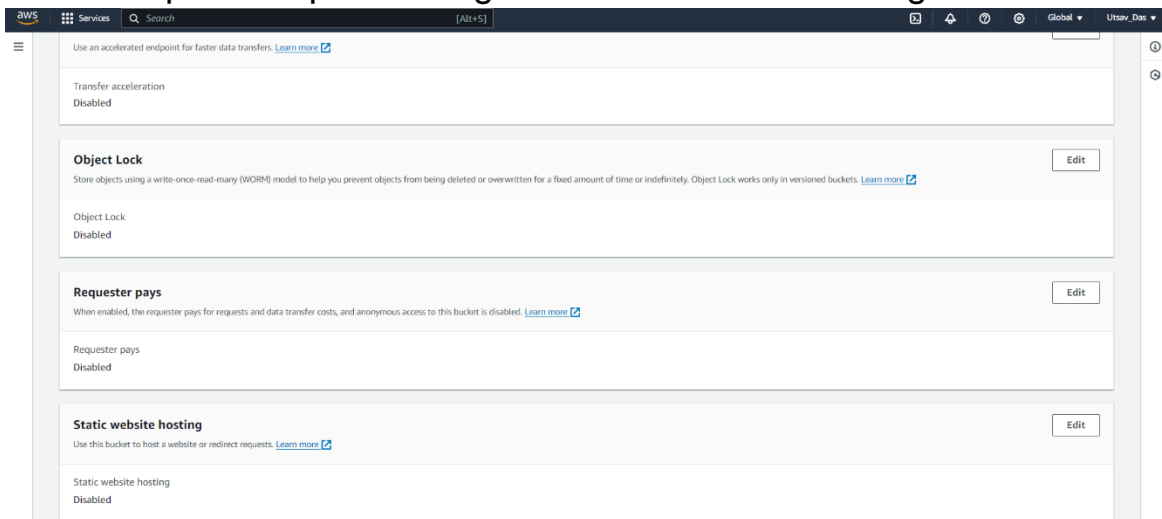 aws Services Search [Alt+S] Global Utsav_Das
Use an accelerated endpoint for faster data transfers. Learn more
Transfer acceleration
Disabled
Object Lock
Edit
Store objects using a write-once-read-many (WORM) model to help you prevent objects from being deleted or overwritten for a fixed amount of time or indefinitely. Object Lock works only in versioned buckets. Learn more
Object Lock
Disabled
Requester pays
Edit
When enabled, the requester pays for requests and data transfer costs, and anonymous access to this bucket is disabled. Learn more
Requester pays
Disabled
Static website hosting
Edit
Use this bucket to host a website or redirect requests. Learn more
Static website hosting
Disabled